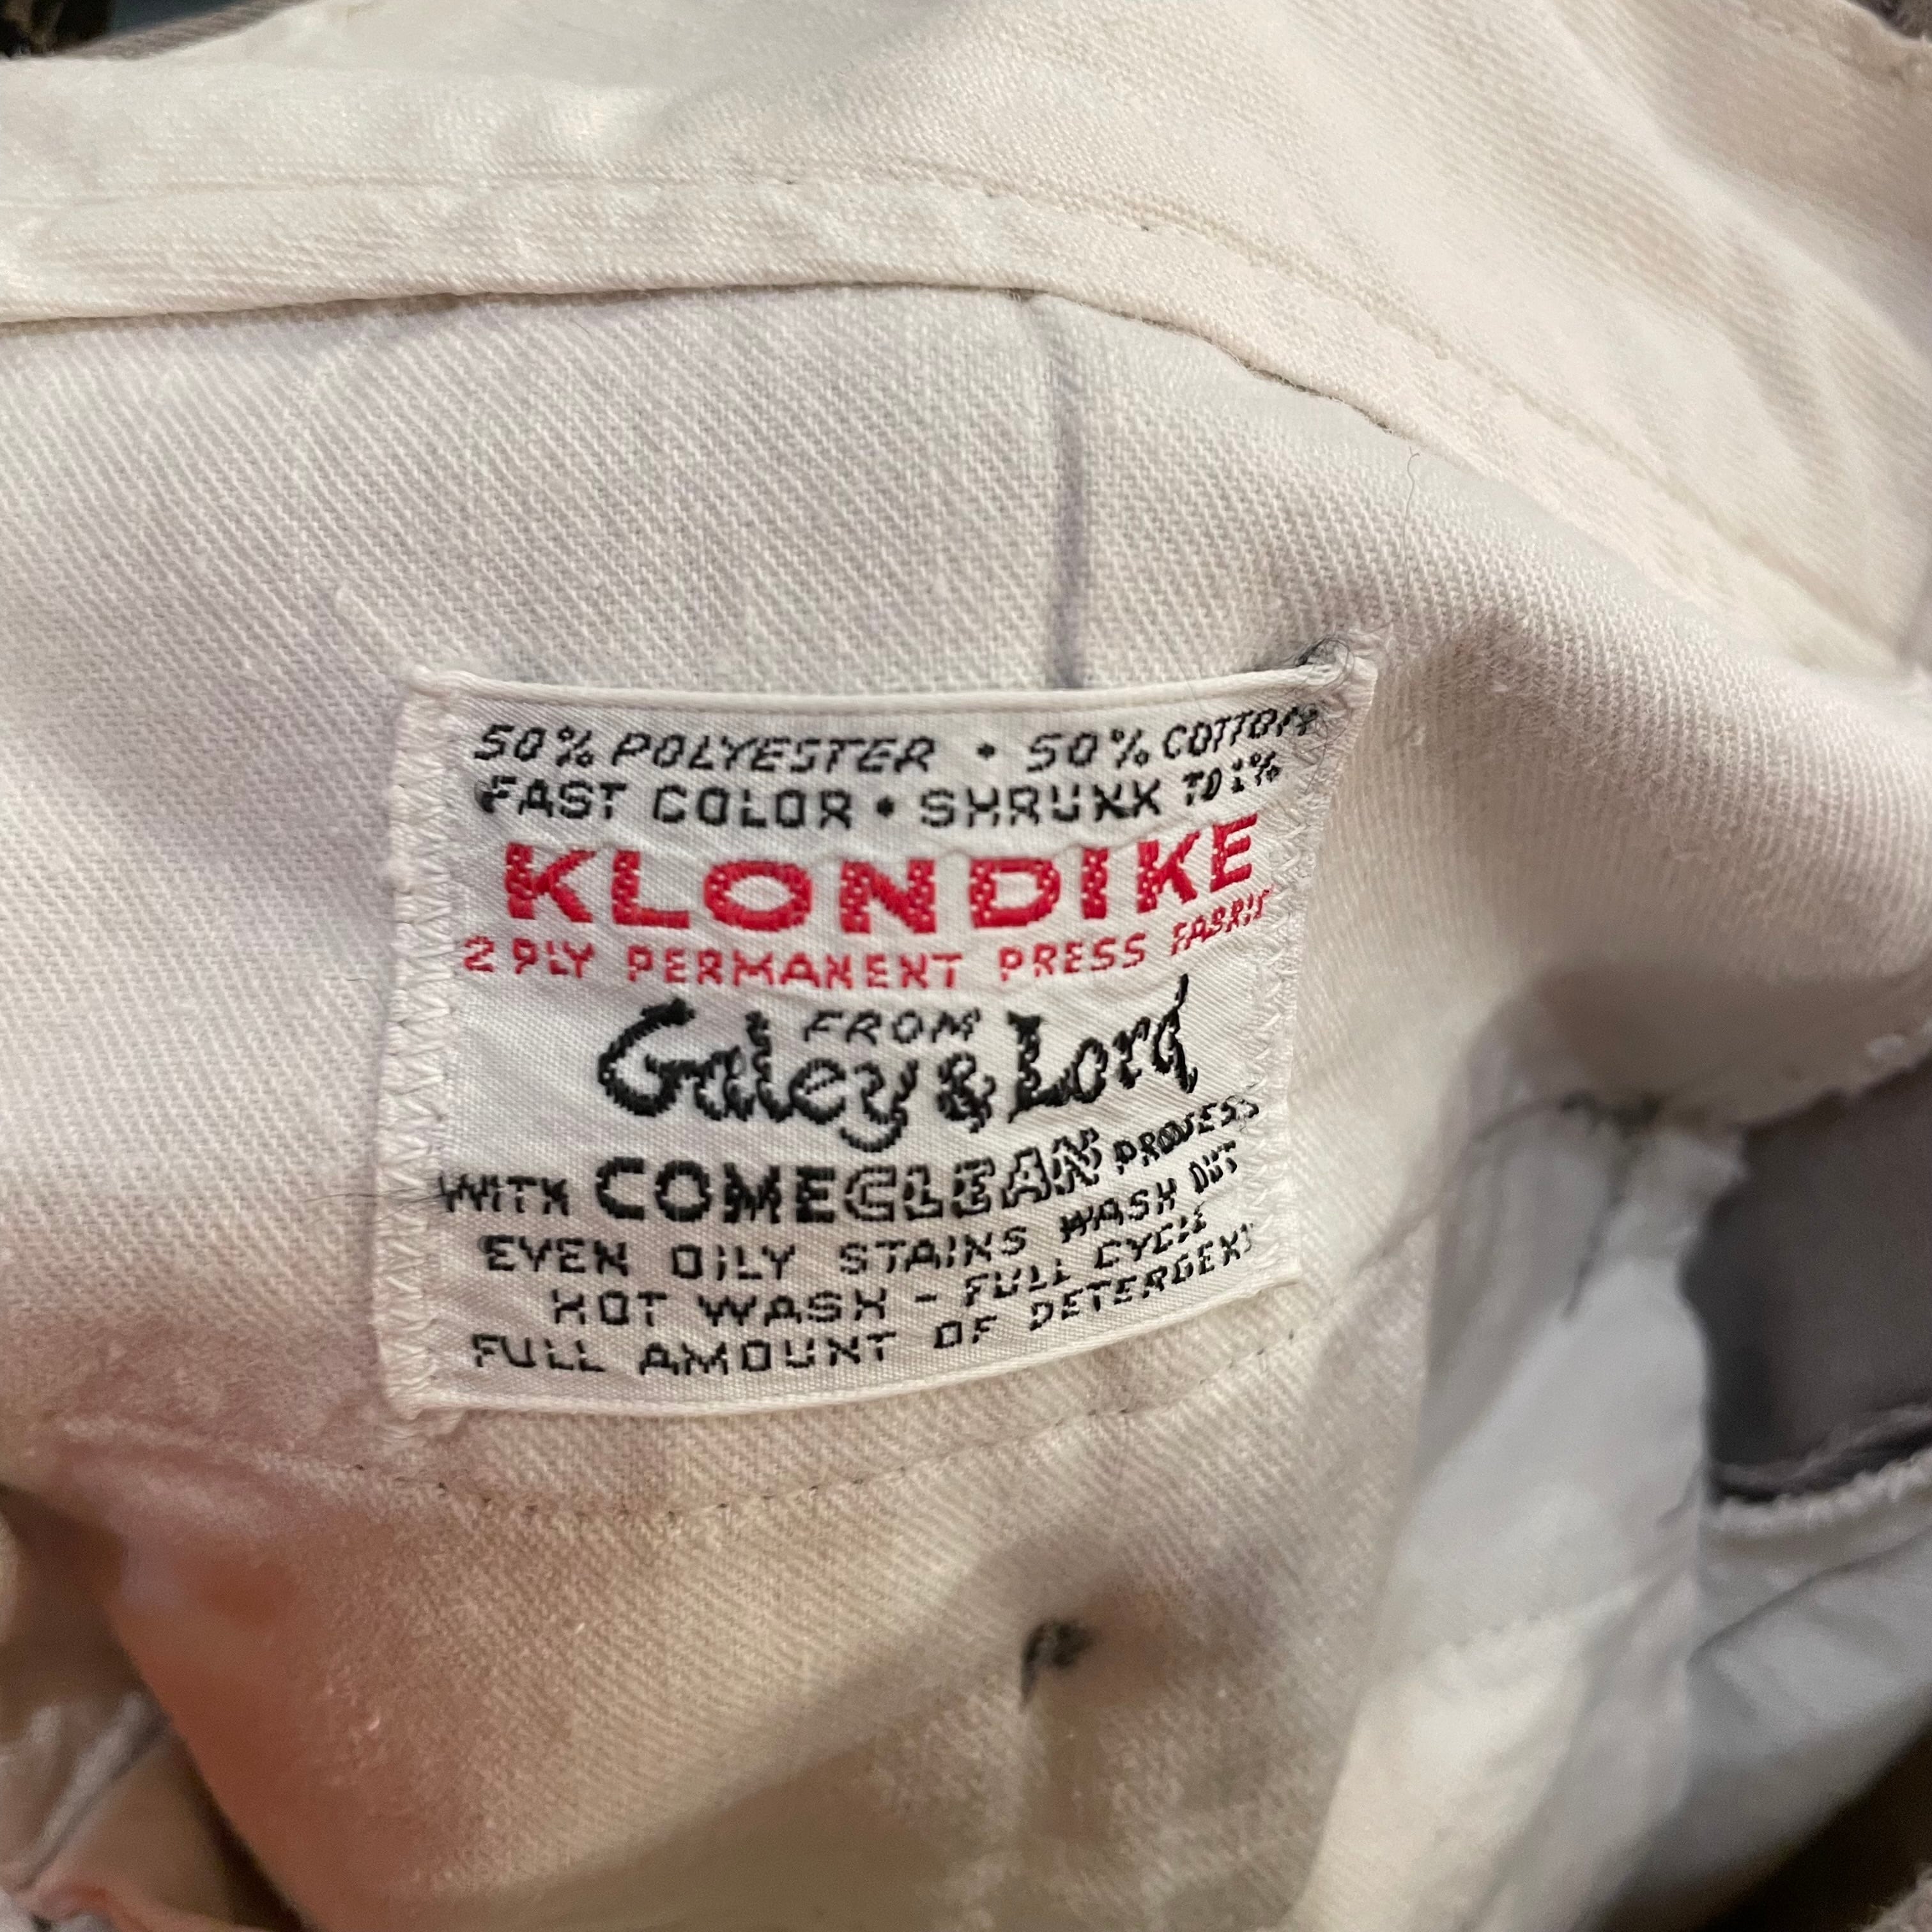 50% POLYESTER • 50% COTTON
FAST COLOR • SHRUNK TO 1%
KLONDIKE
2 PLY PERMANENT PRESS FABRIC
FROM
Galey & Lord
WITH COMECLEAN PROCESS
EVEN OILY STAINS WASH OUT
HOT WASH - FULL CYCLE
FULL AMOUNT OF DETERGENT